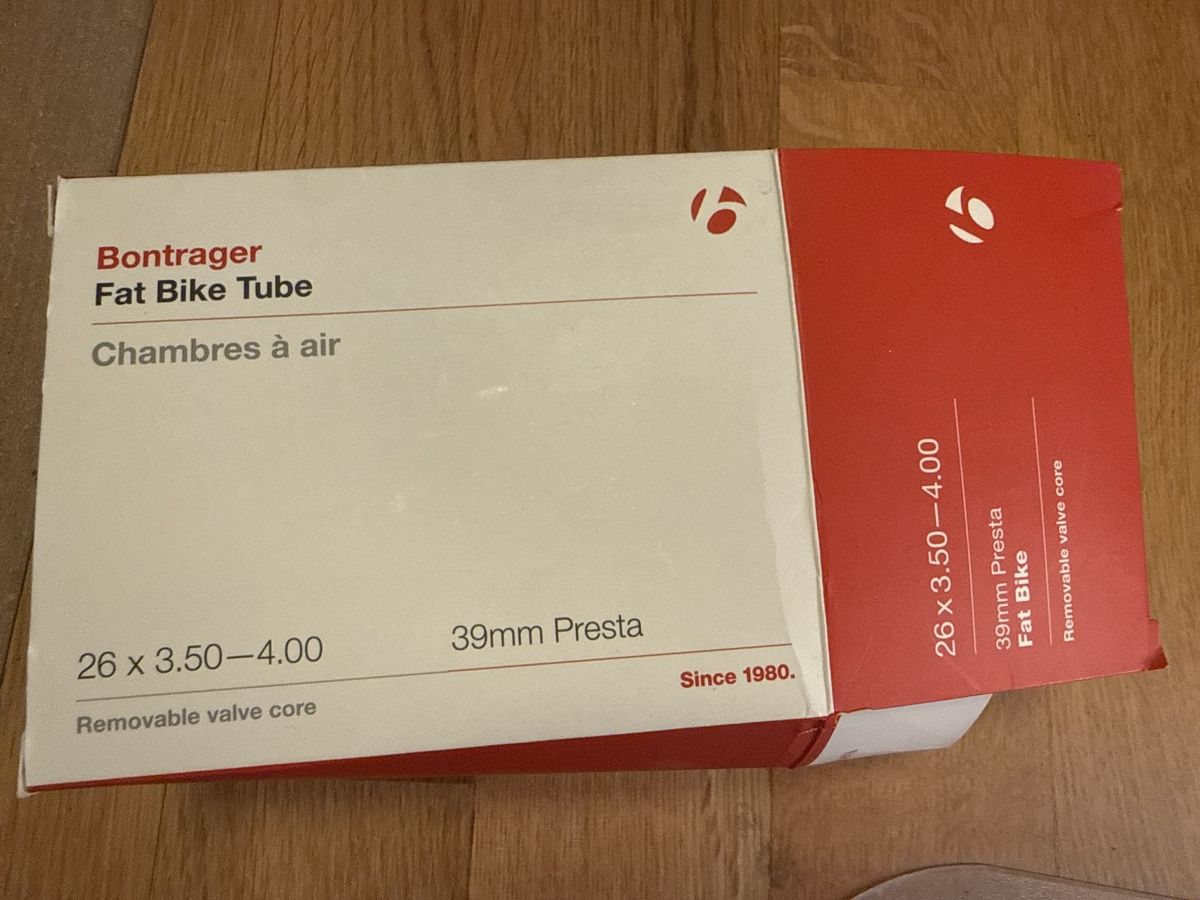 Bontrager
Fat Bike Tube
Chambres à air
26 x 3.50—4.00
39mm Presta
Removable valve core
Since 1980.
26 x 3.50—4.00
39mm Presta
Fat Bike
Removable valve core